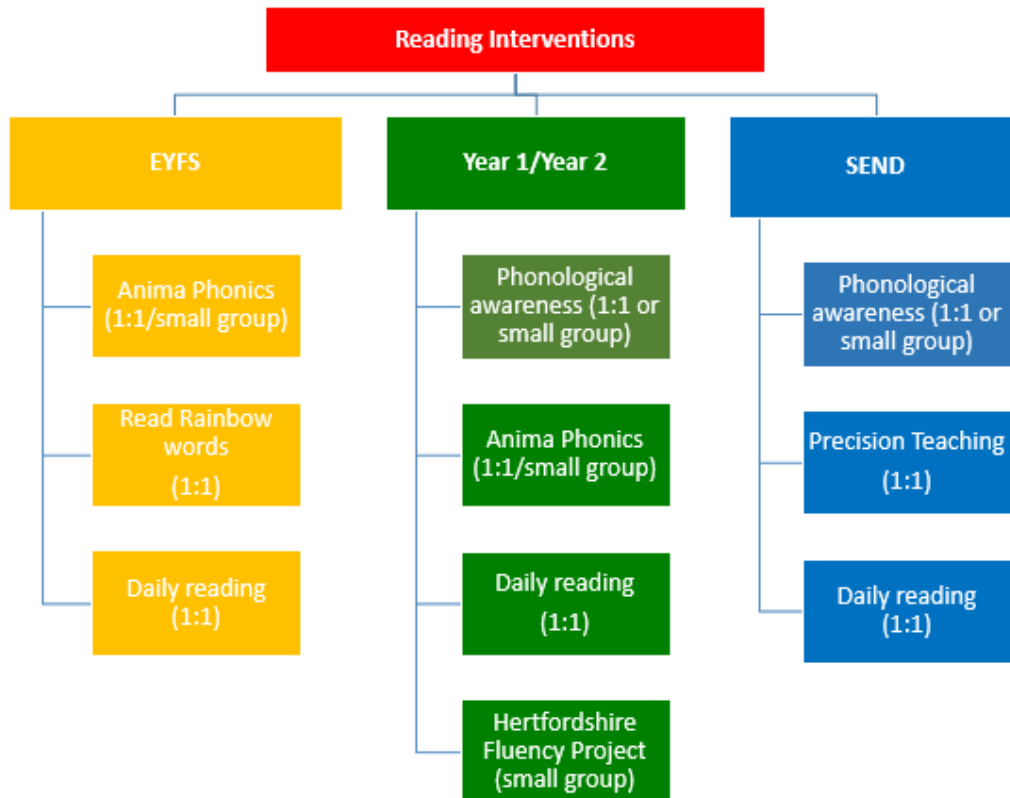 Reading Interventions
EYFS
Anima Phonics
(1:1/small group)
Read Rainbow
words
(1:1)
Daily reading
(1:1)
Year 1/Year 2
Phonological
awareness (1:1 or
small group)
Anima Phonics
(1:1/small group)
Daily reading
(1:1)
Hertfordshire
Fluency Project
(small group)
SEND
Phonological
awareness (1:1 or
small group)
Precision Teaching
(1:1)
Daily reading
(1:1)